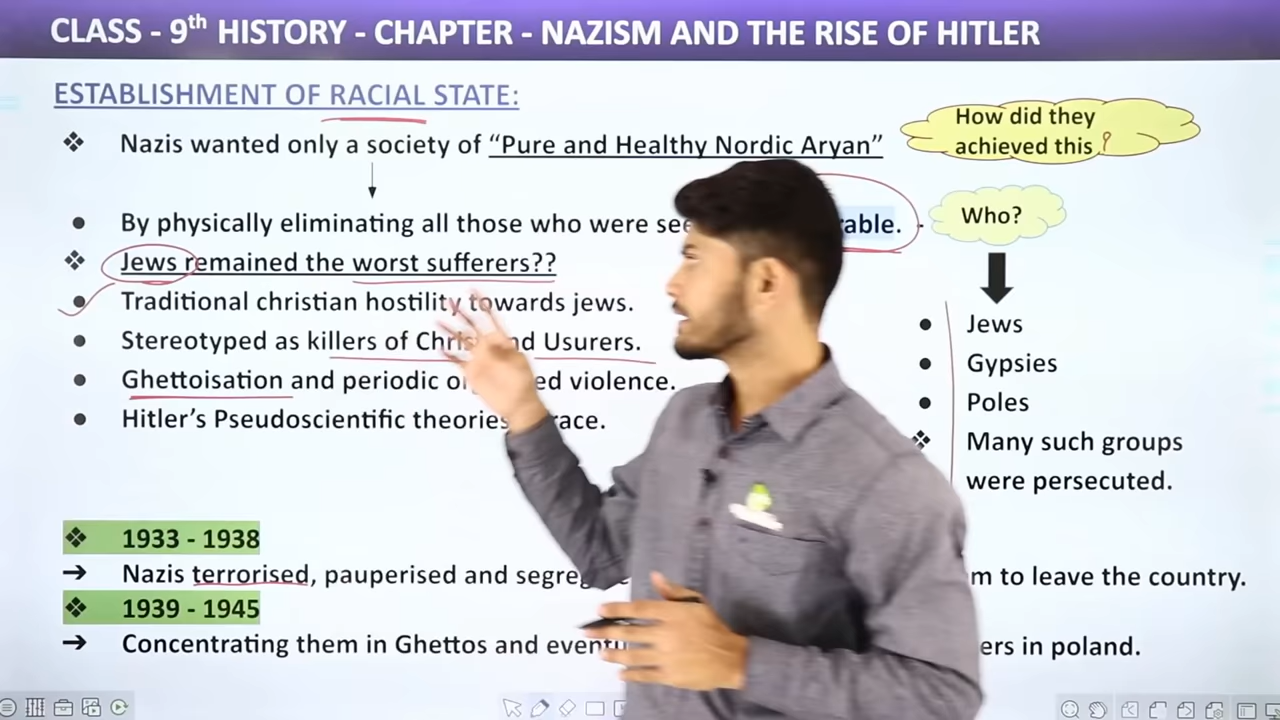 CLASS - 9th HISTORY - CHAPTER - NAZISM AND THE RISE OF HITLER
ESTABLISHMENT OF RACIAL STATE:
❖ Nazis wanted only a society of “Pure and Healthy Nordic Aryan”
How did they
achieved this ?
● By physically eliminating all those who were able. -
Who?
❖ Jews remained the worst sufferers??
● Traditional christian hostility towards jews.
● Stereotyped as killers of and Usurers.
● Ghettoisation and periodic violence.
● Hitler’s Pseudoscientific theories race.
● Jews
● Gypsies
● Poles
❖ Many such groups
were persecuted.
❖ 1933 - 1938
➔ Nazis terrorised, pauperised and to leave the country.
❖ 1939 - 1945
➔ Concentrating them in Ghettos and in poland.